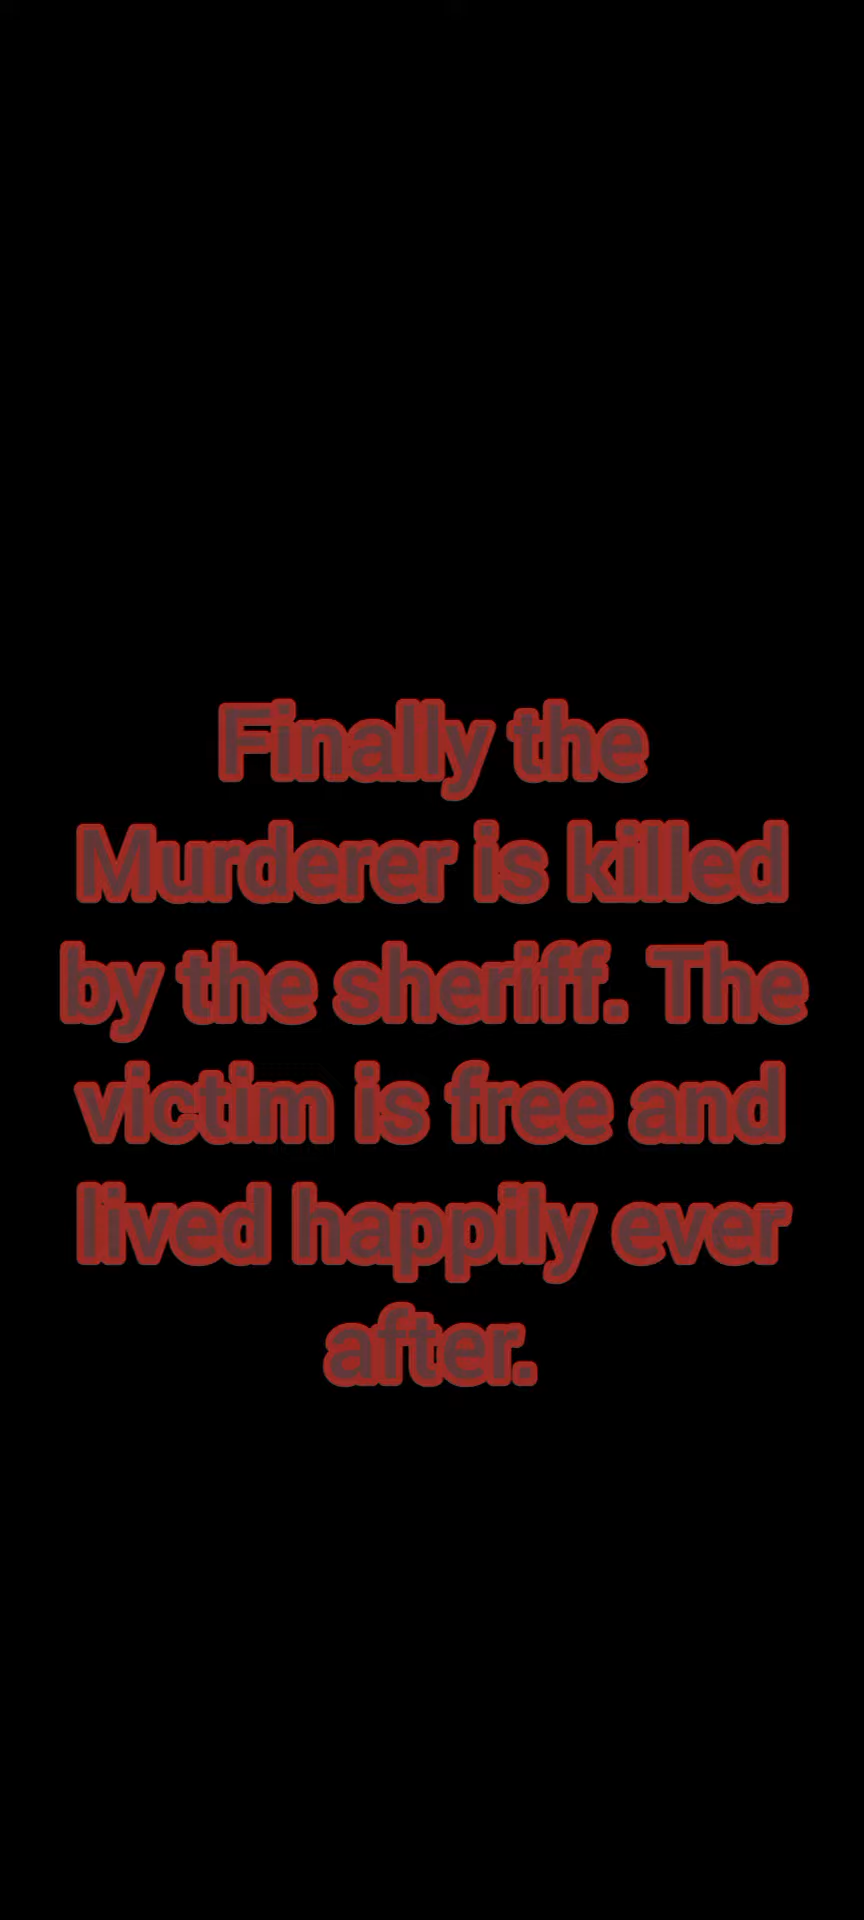 Finally the
Murderer is killed
by the sheriff. The
victim is free and
lived happily ever
after.